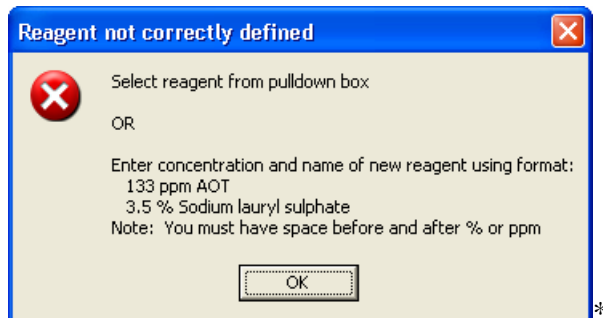 Reagent not correctly defined
Select reagent from pulldown box
OR
Enter concentration and name of new reagent using format:
133 ppm AOT
3.5 % Sodium lauryl sulphate
Note: You must have space before and after % or ppm
OK
*